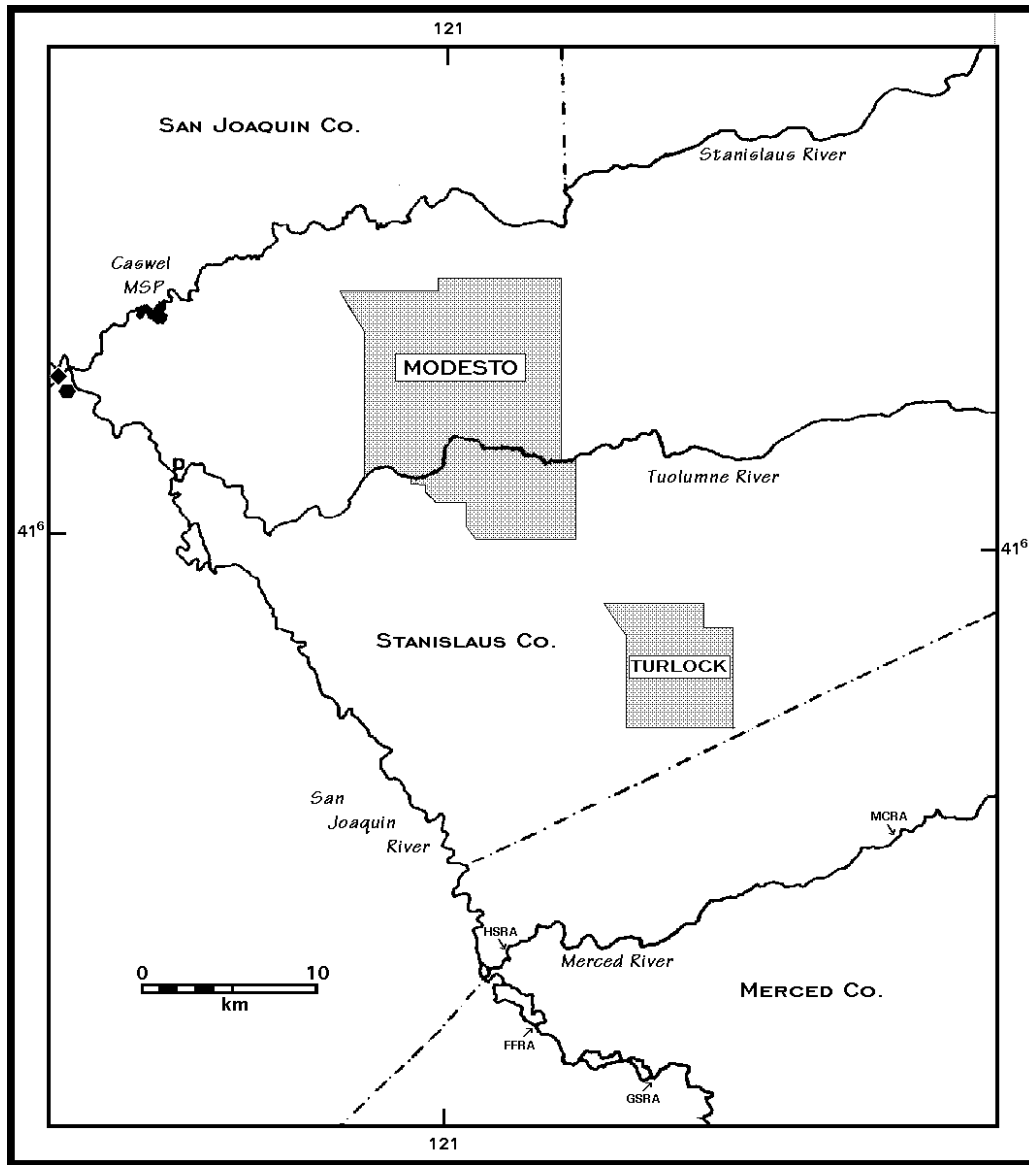 121
SAN JOAQUIN CO.
Stanislaus River
Caswel
MSP
MODESTO
P
Tuolumne River
41⁶
41⁶
STANISLAUS CO.
TURLOCK
San
Joaquin
River
MCRA
HSRA
Merced River
0 10
km
MERCED CO.
FFRA
GSRA
121